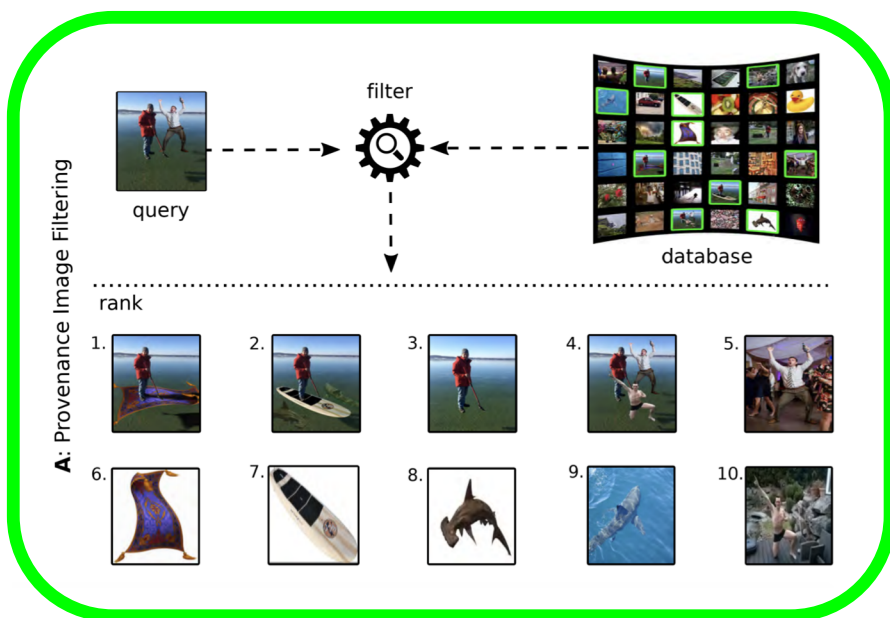 A: Provenance Image Filtering
query
filter
database
rank
1.
2.
3.
4.
5.
6.
7.
8.
9.
10.